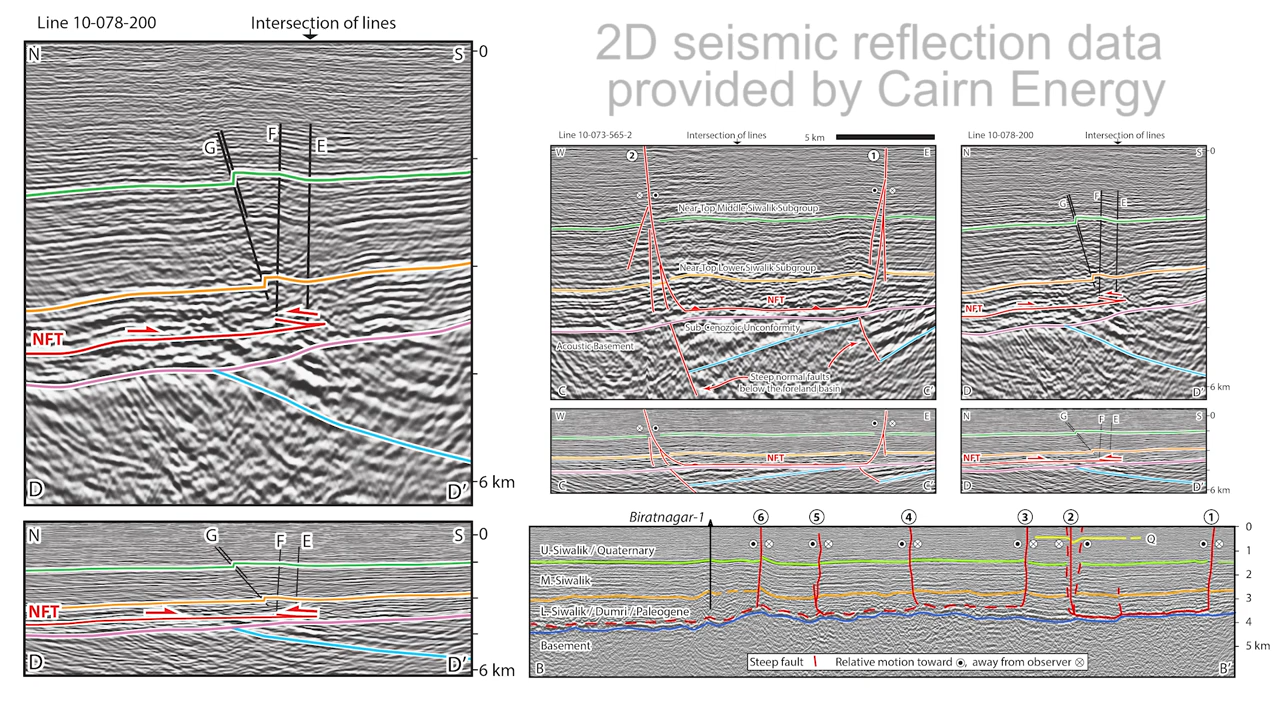 Line 10-078-200 Intersection of lines
N S 0
F
G E
NFT
D D' 6 km
N S 0
G F E
NFT
D D' 6 km
2D seismic reflection data
provided by Cairn Energy
Line 10-073-565-2 Intersection of lines 5 km
W 2 1 E
Near-Top Middle Siwalik Subgroup
Near-Top Lower Siwalik Subgroup
NFT
Sub-Cenozoic Unconformity
Acoustic Basement
Steep normal faults
below the foreland basin
C C'
W E
NFT
C C'
Line 10-078-200 Intersection of lines
N S 0
G F E
NFT
D D' 6 km
N S 0
G F E
NFT
D D' 6 km
Biratnagar-1 6 5 4 3 2 1 0
U-Siwalik / Quaternary Q 1
M-Siwalik 2
L-Siwalik / Dumri / Paleogene 3
4
Basement 5 km
Steep fault Relative motion toward ⊙, away from observer ⊗
B B'